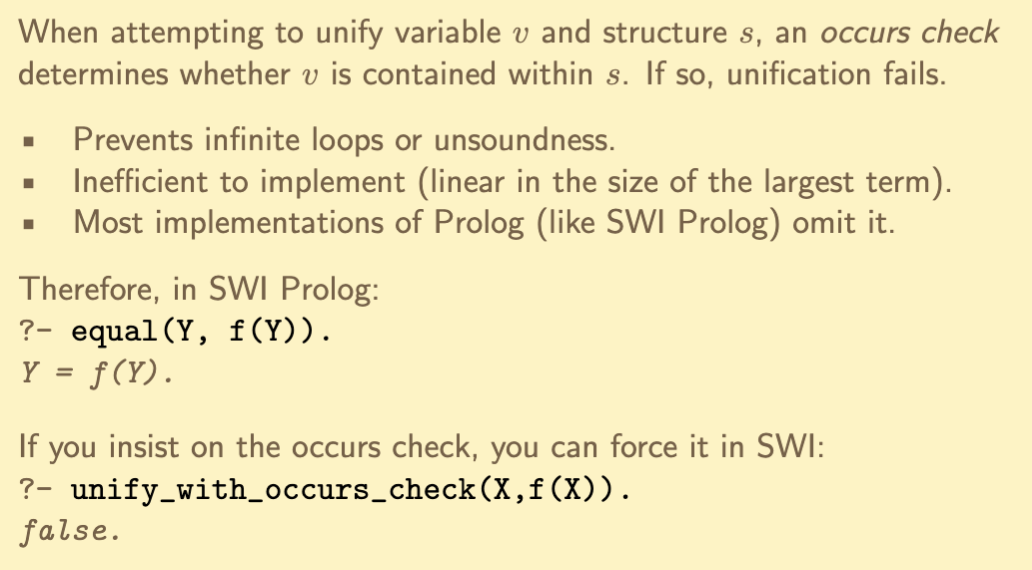 When attempting to unify variable v and structure s, an occurs check
determines whether v is contained within s. If so, unification fails.
▪ Prevents infinite loops or unsoundness.
▪ Inefficient to implement (linear in the size of the largest term).
▪ Most implementations of Prolog (like SWI Prolog) omit it.
Therefore, in SWI Prolog:
?- equal(Y, f(Y)).
Y = f(Y).
If you insist on the occurs check, you can force it in SWI:
?- unify_with_occurs_check(X,f(X)).
false.